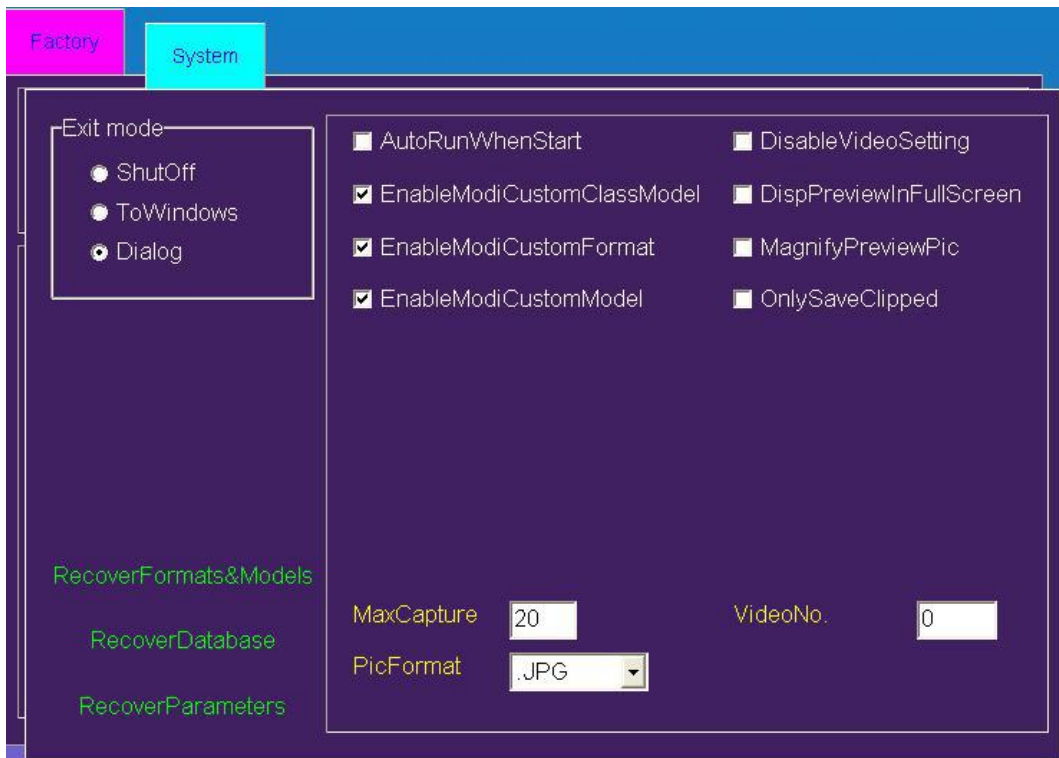 Factory
System
Exit mode
ShutOff
ToWindows
Dialog
AutoRunWhenStart
EnableModiCustomClassModel
EnableModiCustomFormat
EnableModiCustomModel
DisableVideoSetting
DispPreviewInFullScreen
MagnifyPreviewPic
OnlySaveClipped
RecoverFormats&Models
RecoverDatabase
RecoverParameters
MaxCapture 20
VideoNo. 0
PicFormat .JPG